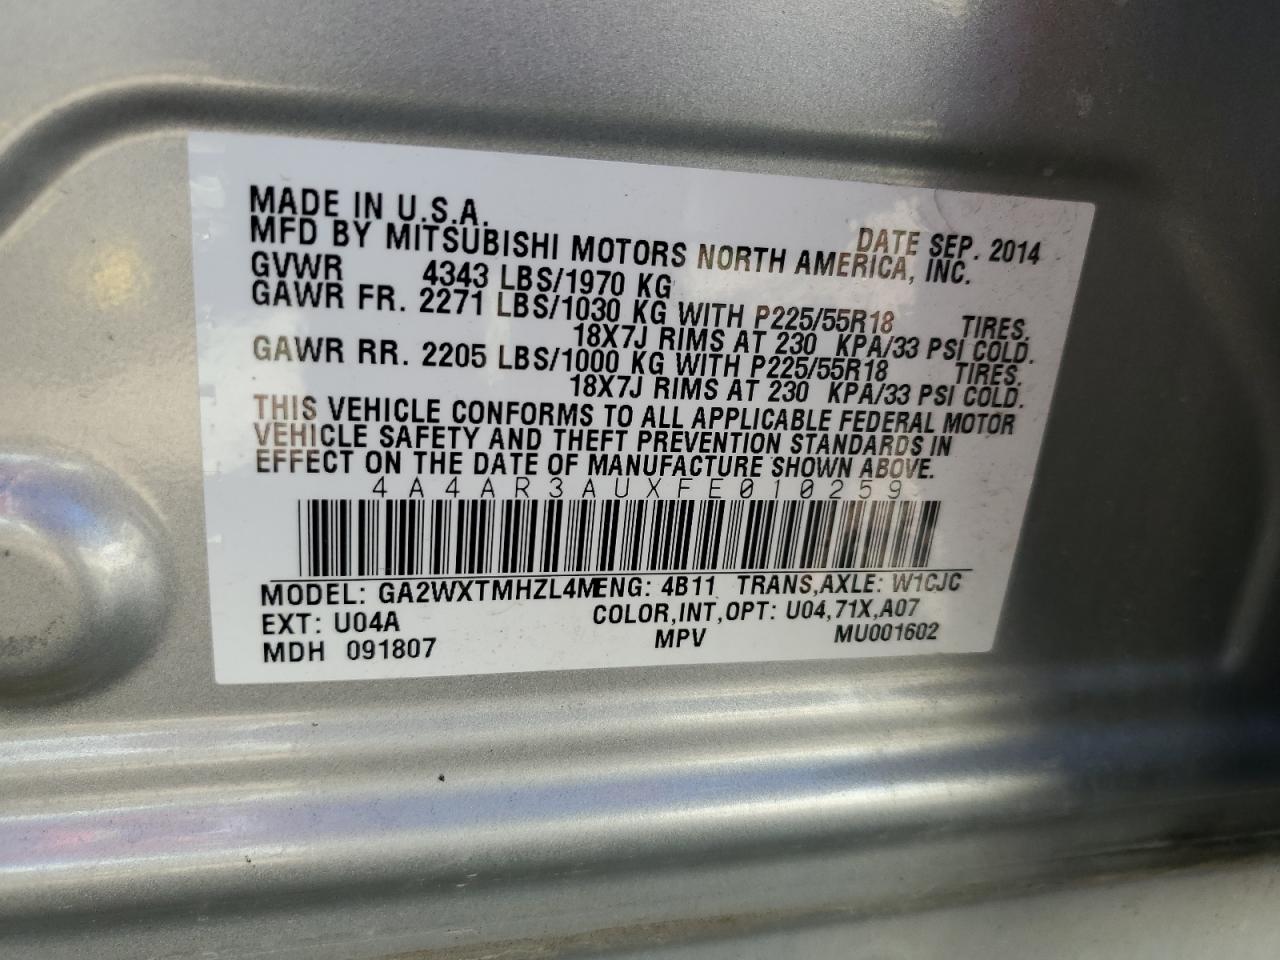 MADE IN U.S.A. DATE SEP. 2014
MFD BY MITSUBISHI MOTORS NORTH AMERICA, INC.
GVWR 4343 LBS/1970 KG
GAWR FR. 2271 LBS/1030 KG WITH P225/55R18 TIRES,
18X7J RIMS AT 230 KPA/33 PSI COLD.
GAWR RR. 2205 LBS/1000 KG WITH P225/55R18 TIRES,
18X7J RIMS AT 230 KPA/33 PSI COLD.
THIS VEHICLE CONFORMS TO ALL APPLICABLE FEDERAL MOTOR
VEHICLE SAFETY AND THEFT PREVENTION STANDARDS IN
EFFECT ON THE DATE OF MANUFACTURE SHOWN ABOVE.
4A4AR3AUXFE010259
MODEL: GA2WXTMHZL4M ENG: 4B11 TRANS,AXLE: W1CJC
EXT: U04A COLOR,INT,OPT: U04,71X,A07
MDH 091807 MPV MU001602